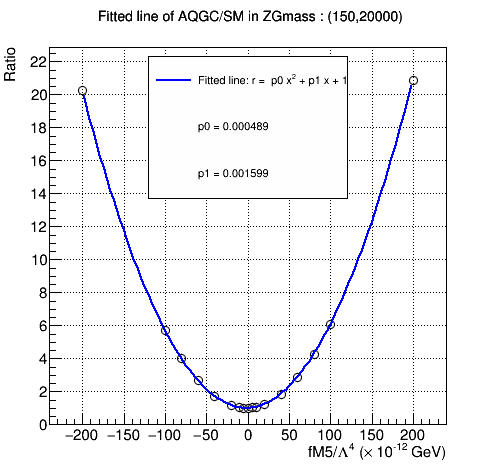 Fitted line of AQGC/SM in ZGmass : (150,20000)
Ratio
Fitted line: r = p0 x² + p1 x + 1
p0 = 0.000489
p1 = 0.001599
22
20
18
16
14
12
10
8
6
4
2
0
−200 −150 −100 −50 0 50 100 150 200
fM5/Λ⁴ (× 10⁻¹² GeV)